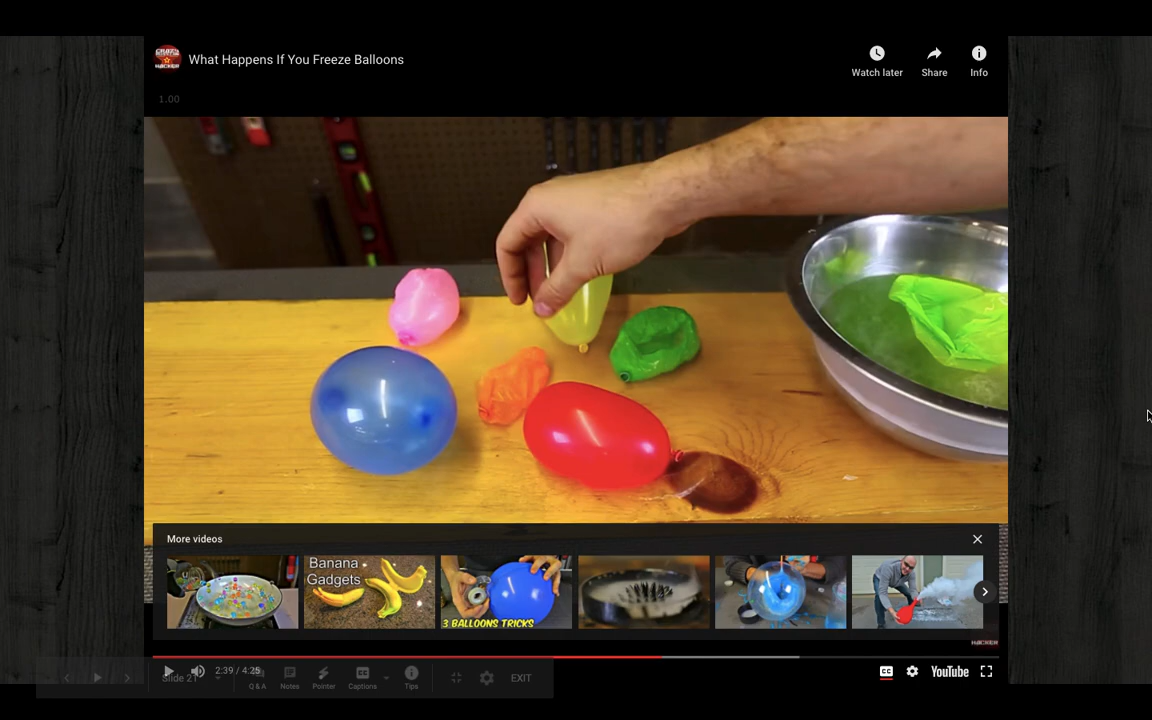 What Happens If You Freeze Balloons
Watch later
Share
Info
1.00
More videos
Banana
Gadgets
3 BALLOONS TRICKS
HACKER
2:39 / 4:25
YouTube
Slide 21
Q & A
Notes
Pointer
Captions
Tips
EXIT